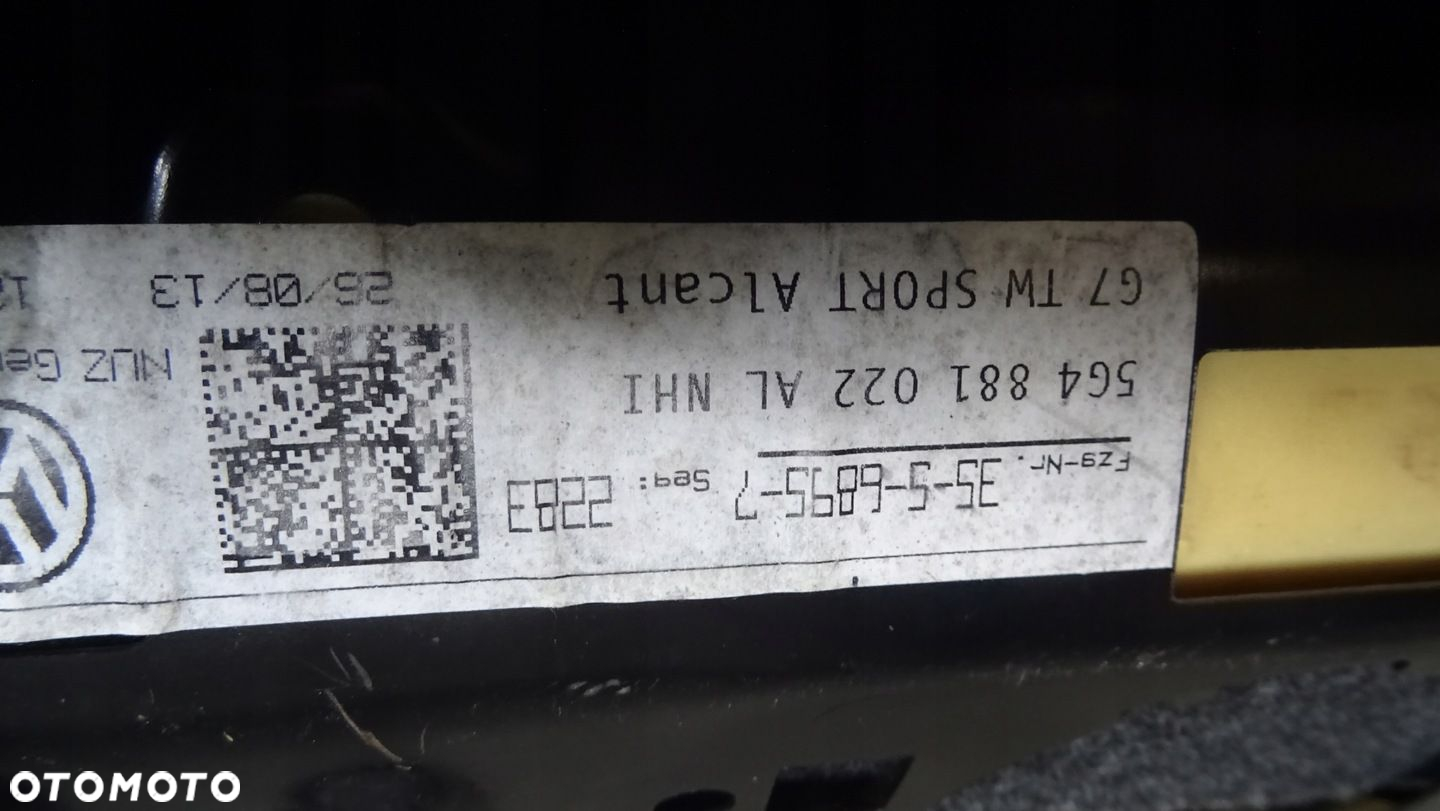 Fzg-Nr. 35-5-6895-7 Seq: 2283
5G4 881 022 AL NHI NUZ
G7 TW SPORT Alcant 26/08/13
OTOMOTO